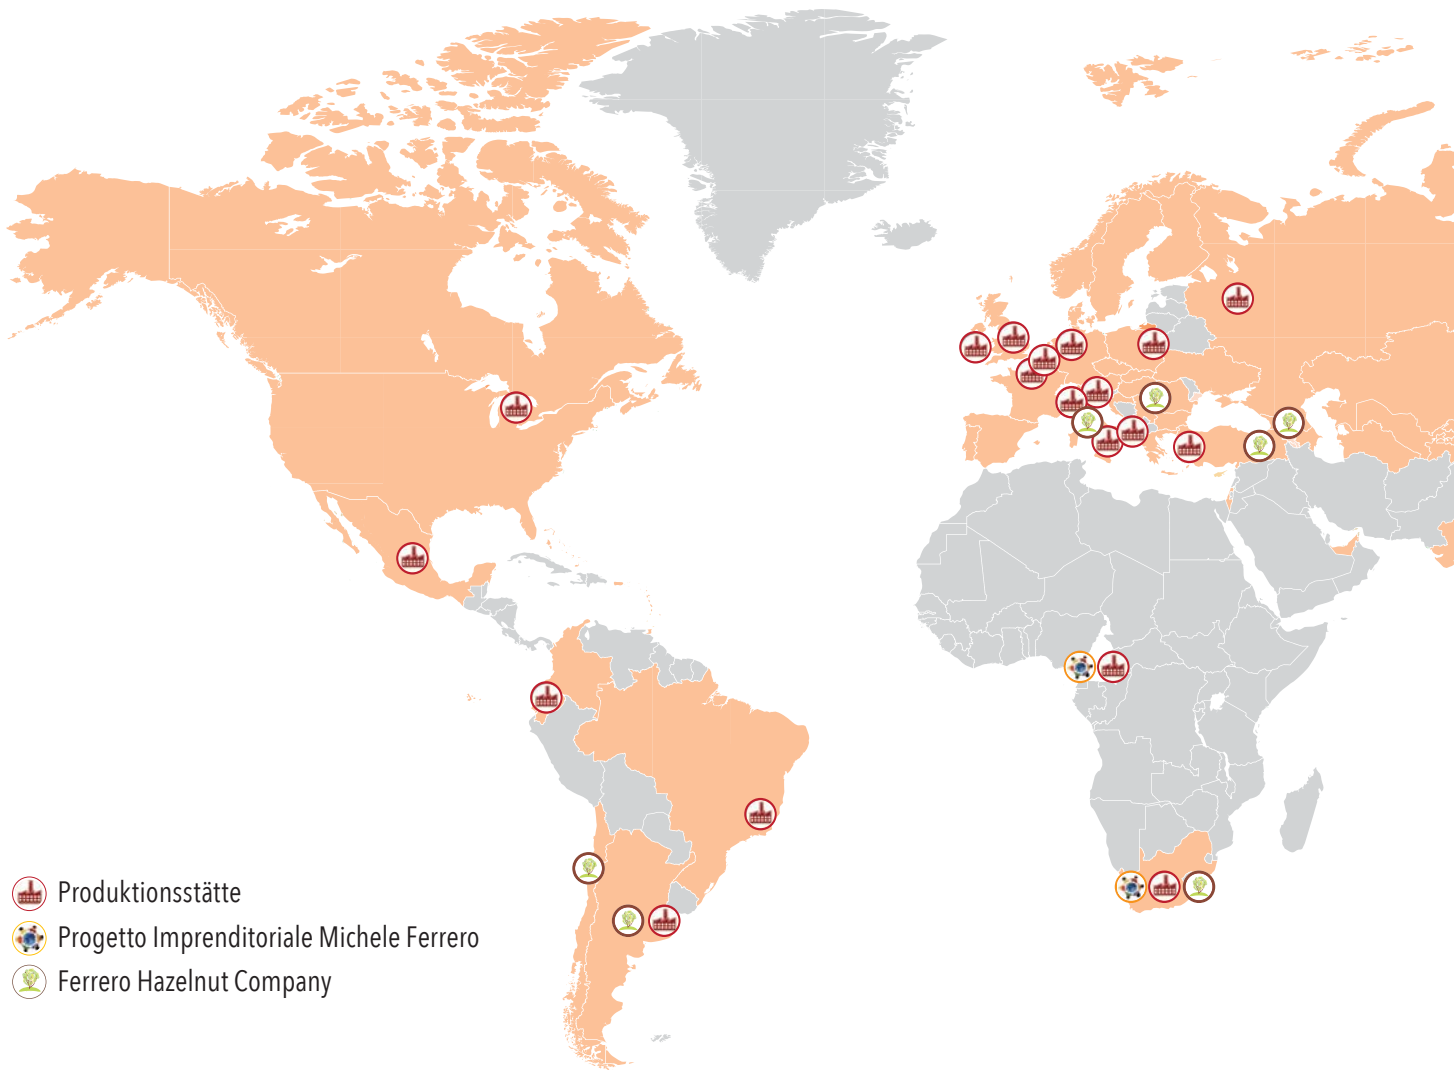 Produktionsstätte
Progetto Imprenditoriale Michele Ferrero
Ferrero Hazelnut Company